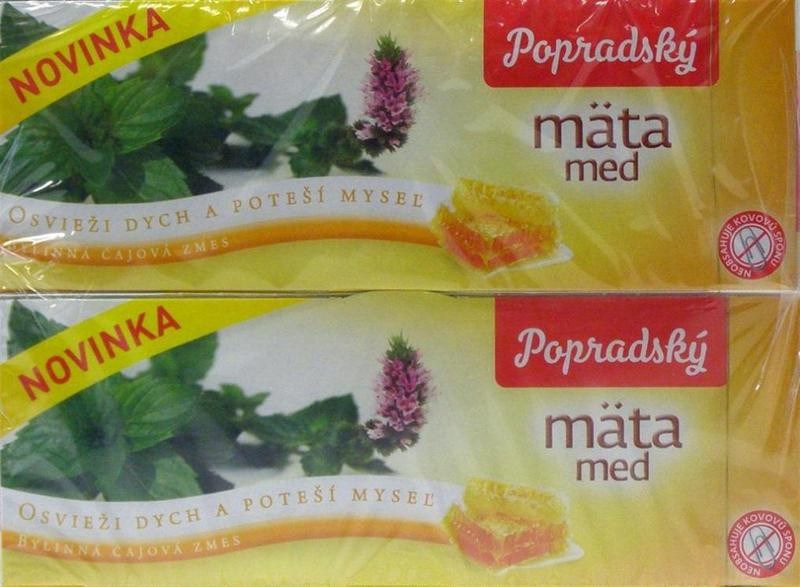 NOVINKA
Popradský
mäta
med
OSVIEŽI DYCH A POTEŠÍ MYSEĽ
BYLINNÁ ČAJOVÁ ZMES
NEOBSAHUJE KOVOVÚ SPONU
NOVINKA
Popradský
mäta
med
OSVIEŽI DYCH A POTEŠÍ MYSEĽ
BYLINNÁ ČAJOVÁ ZMES
NEOBSAHUJE KOVOVÚ SPONU